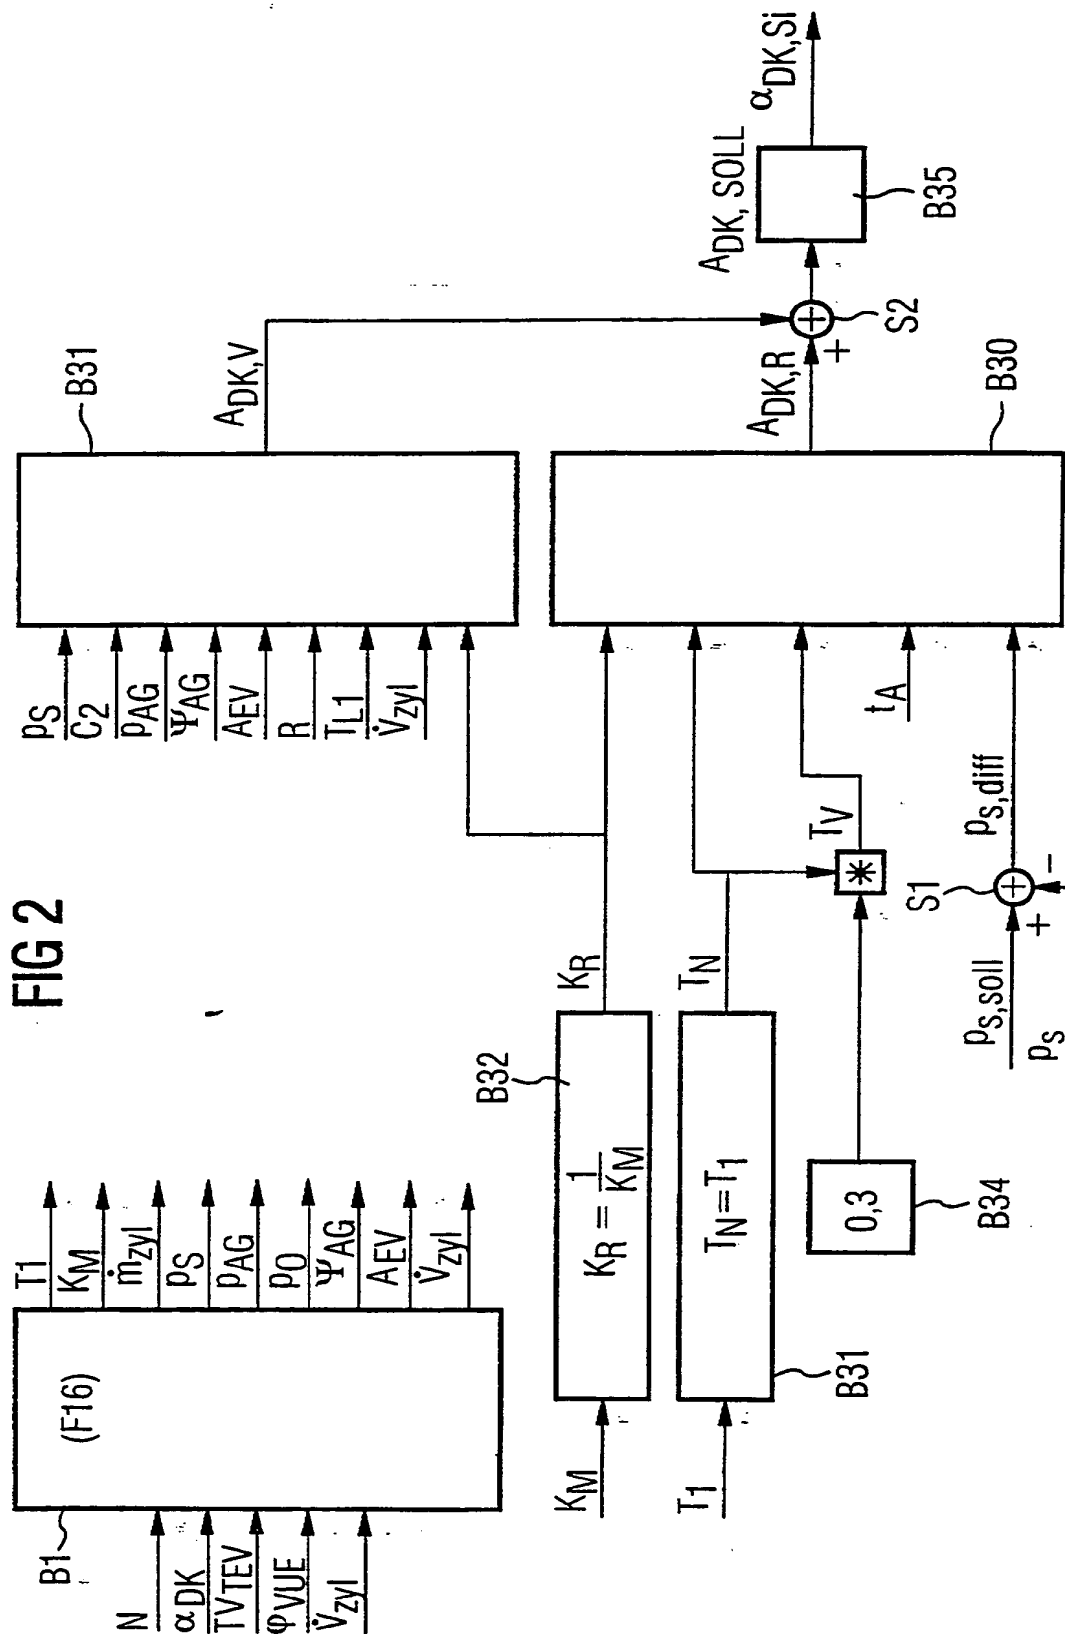 FIG 2
B1
(F16)
N
αDK
TVTEV
φVUE
V̇zyl
T1
KM
ṁzyl
pS
pAG
pO
ΨAG
AEV
V̇zyl
pS
C2
pAG
ΨAG
AEV
R
TL1
V̇zyl
B31
ADK,V
KM
KR = 1/KM
B32
KR
T1
TN = T1
B31
TN
0,3
B34
*
TV
tA
ps,soll
ps
+
-
S1
ps,diff
B30
ADK,R
+
S2
ADK, SOLL
B35
αDK,Si